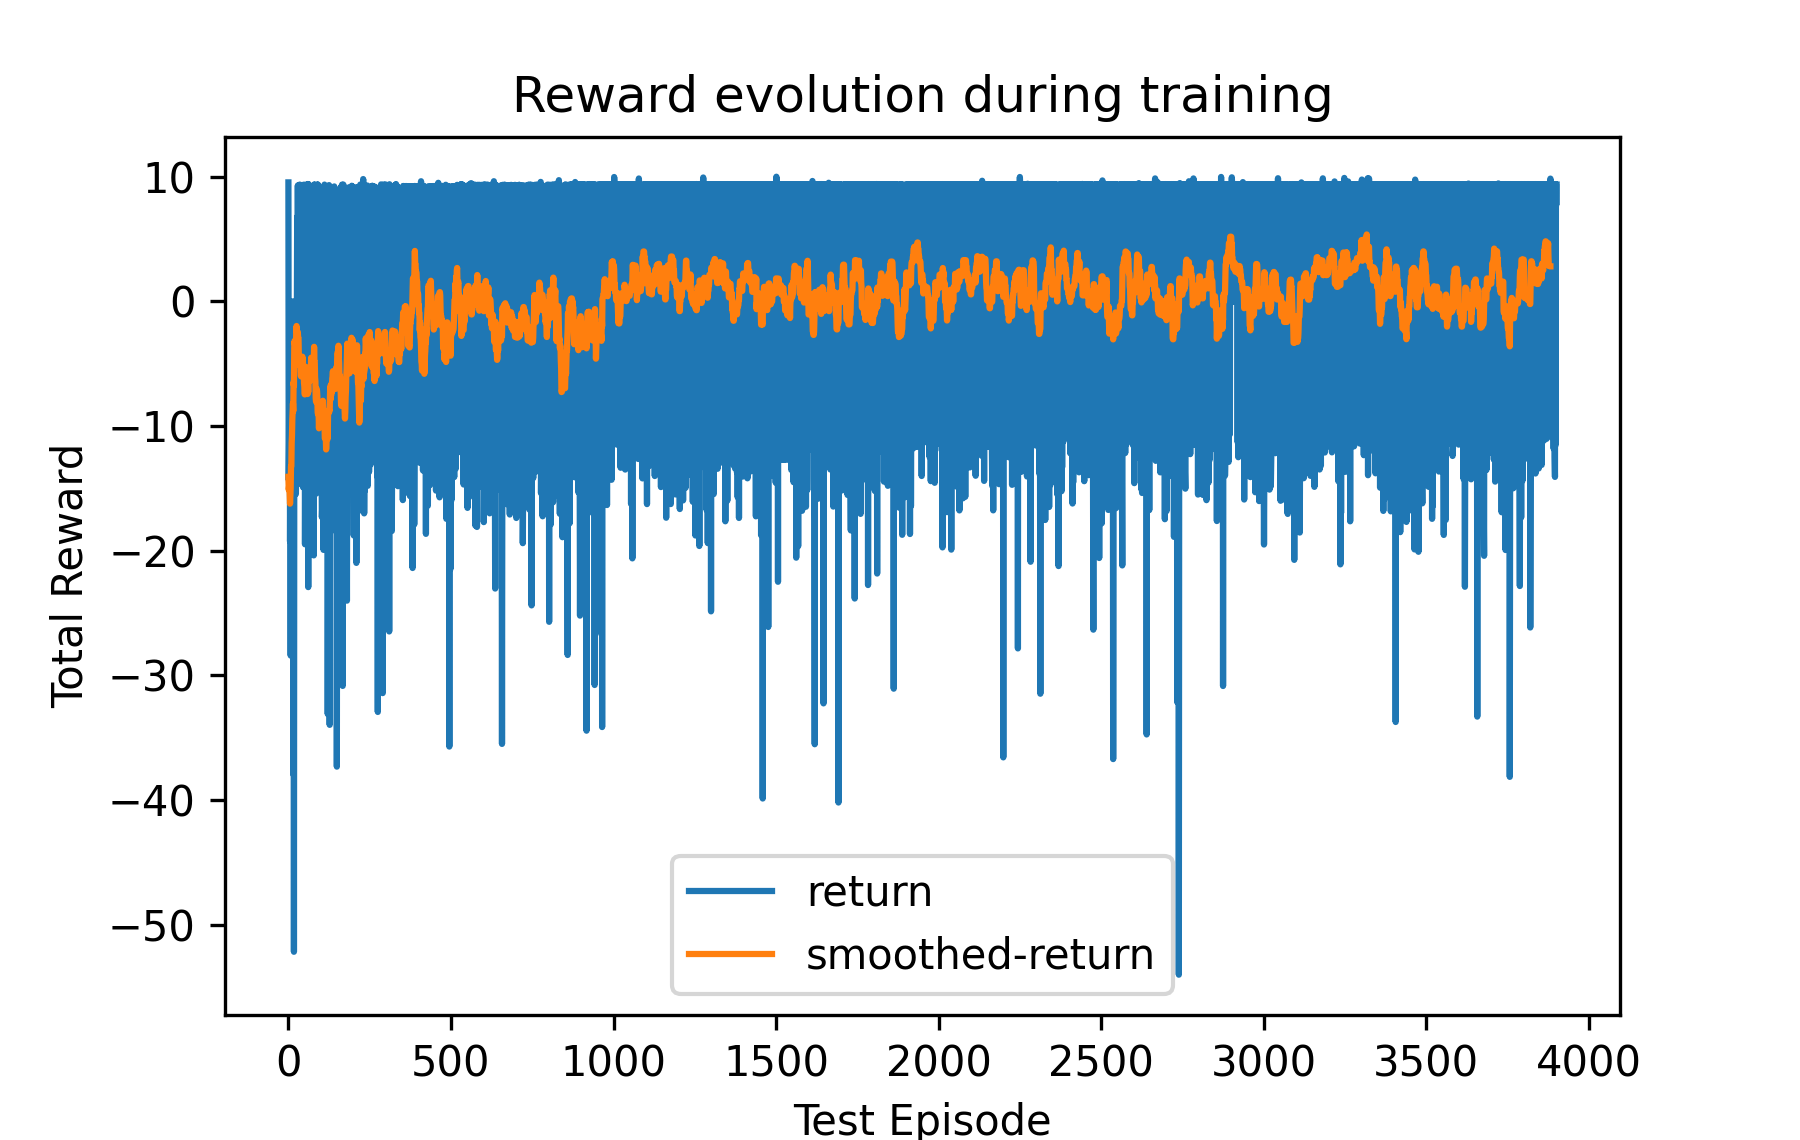 Reward evolution during training
10
0
−10
−20
−30
−40
−50
Total Reward
return
smoothed-return
0 500 1000 1500 2000 2500 3000 3500 4000
Test Episode